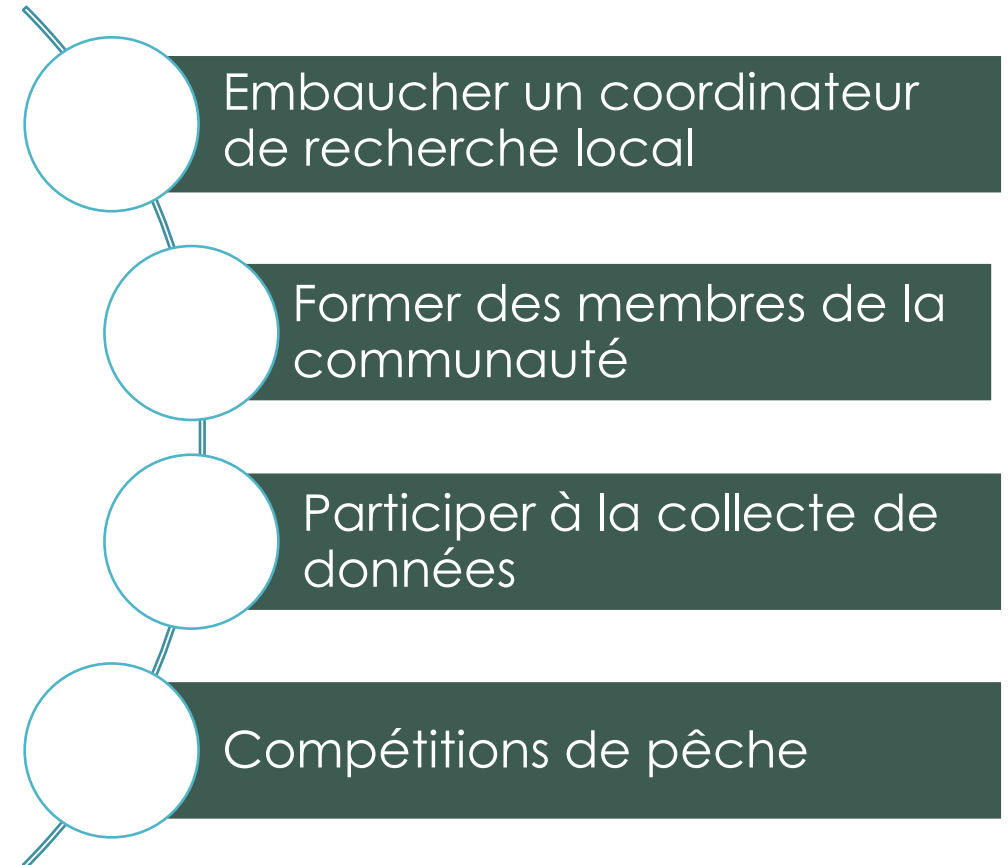 Embaucher un coordinateur
de recherche local
Former des membres de la
communauté
Participer à la collecte de
données
Compétitions de pêche